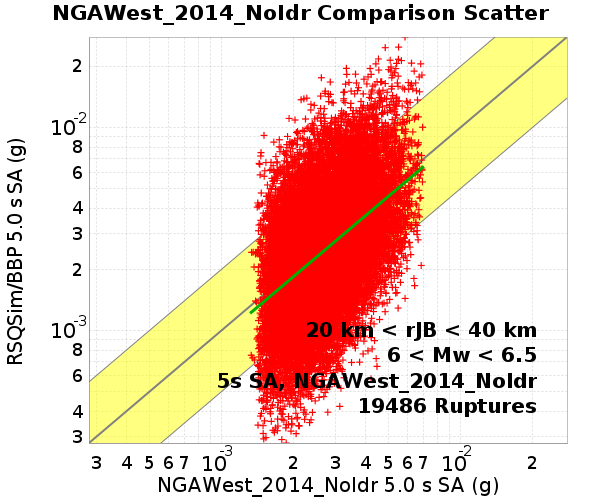 NGAWest_2014_NoIdr Comparison Scatter
RSQSim/BBP 5.0 s SA (g)
2
10-2
8
6
4
3
2
10-3
8
6
4
3
20 km < rJB < 40 km
6 < Mw < 6.5
5s SA, NGAWest_2014_NoIdr
19486 Ruptures
3 4 5 6 7 10-3 2 3 4 5 6 7 10-2 2
NGAWest_2014_NoIdr 5.0 s SA (g)